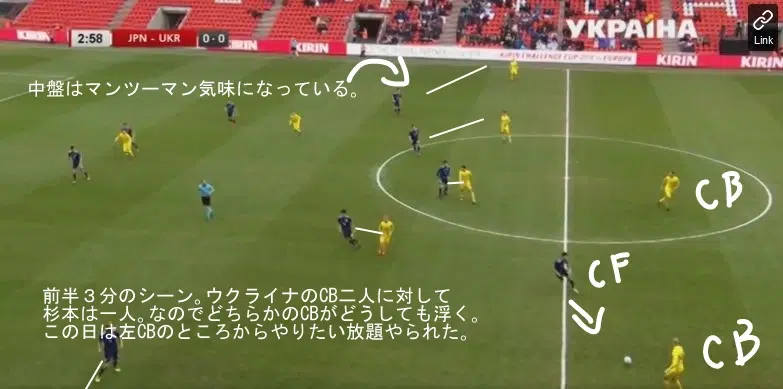 УКРАЇНА
Link
2:58 JPN - UKR 0-0
KIRIN
KIRIN
KIRIN CHALLENGE CUP 2018 in EUROPA
KIRIN
KIRIN
中盤はマンツーマン気味になっている。
CB
CF
前半３分のシーン。ウクライナのCB二人に対して
杉本は一人。なのでどちらかのCBがどうしても浮く。
この日は左CBのところからやりたい放題やられた。
CB